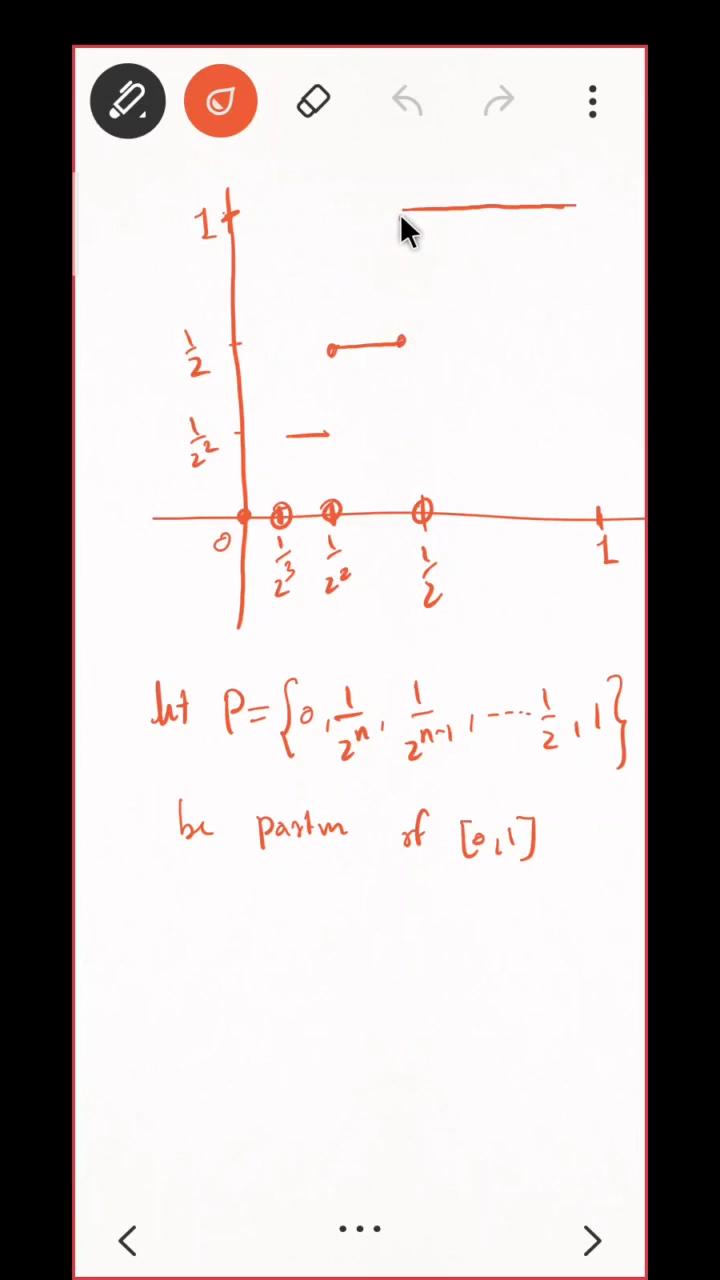 1
1/2
1/2²
0 1/2³ 1/2² 1/2 1
let P = {0, 1/2ⁿ, 1/2ⁿ⁻¹, ---- 1/2, 1}
be of [0,1]